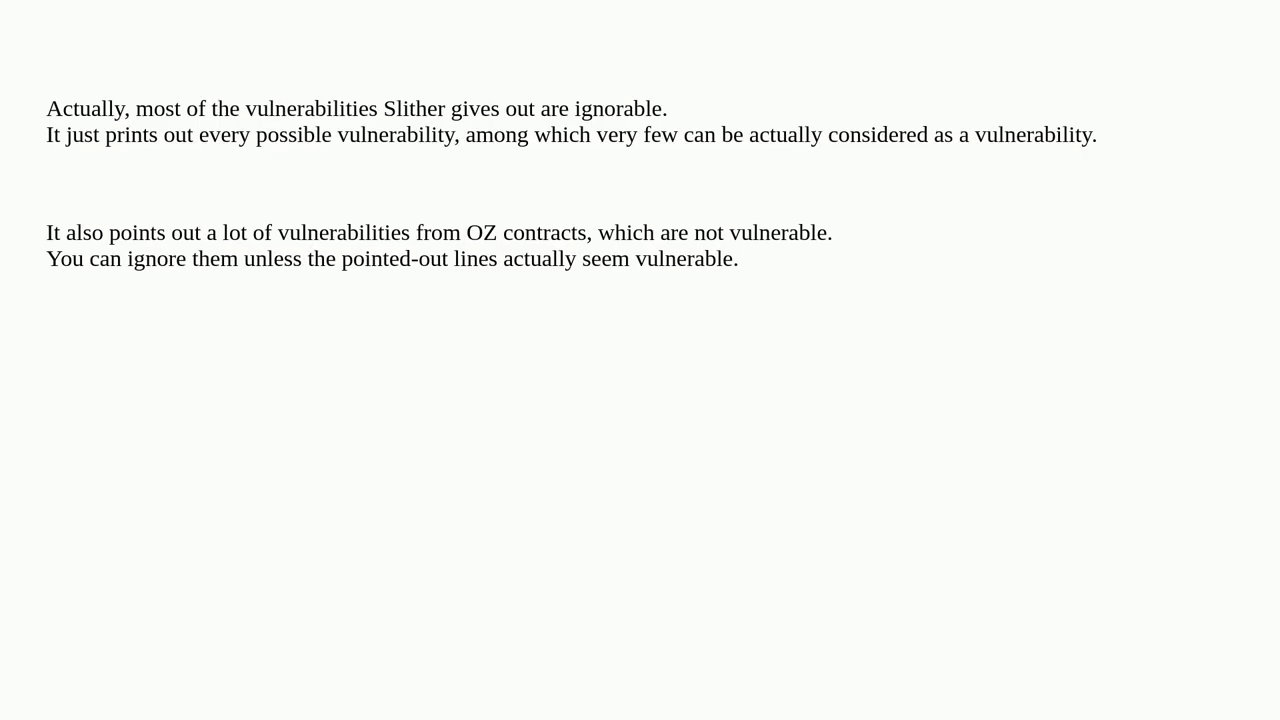 Actually, most of the vulnerabilities Slither gives out are ignorable.
It just prints out every possible vulnerability, among which very few can be actually considered as a vulnerability.
It also points out a lot of vulnerabilities from OZ contracts, which are not vulnerable.
You can ignore them unless the pointed-out lines actually seem vulnerable.